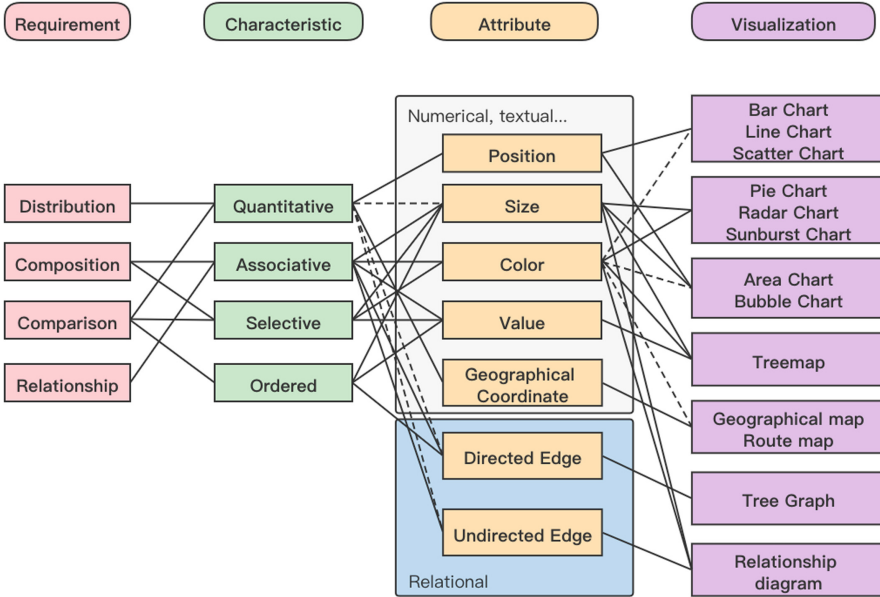 Requirement
Characteristic
Attribute
Visualization
Distribution
Composition
Comparison
Relationship
Quantitative
Associative
Selective
Ordered
Numerical, textual...
Position
Size
Color
Value
Geographical
Coordinate
Directed Edge
Undirected Edge
Relational
Bar Chart
Line Chart
Scatter Chart
Pie Chart
Radar Chart
Sunburst Chart
Area Chart
Bubble Chart
Treemap
Geographical map
Route map
Tree Graph
Relationship
diagram